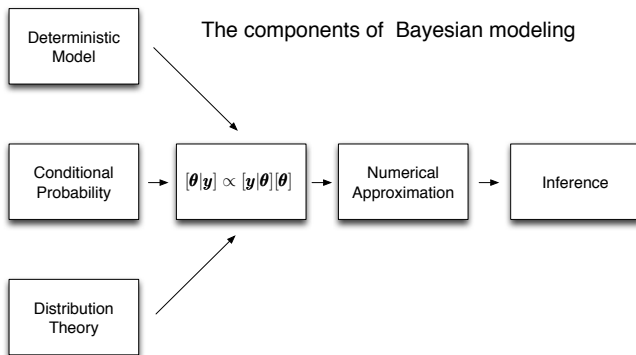 The components of  Bayesian modeling
Deterministic
Model
Conditional
Probability
[θ|y] ∝ [y|θ][θ]
Numerical
Approximation
Inference
Distribution
Theory